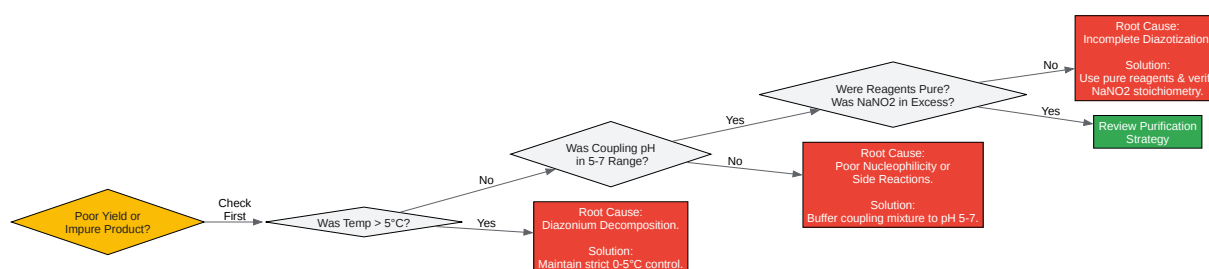 Poor Yield or
Impure Product?
Check
First
Was Temp > 5°C?
Yes
Root Cause:
Diazonium Decomposition.
Solution:
Maintain strict 0-5°C control.
No
Was Coupling pH
in 5-7 Range?
No
Root Cause:
Poor Nucleophilicity or
Side Reactions.
Solution:
Buffer coupling mixture to pH 5-7.
Yes
Were Reagents Pure?
Was NaNO2 in Excess?
No
Root Cause:
Incomplete Diazotization
Solution:
Use pure reagents & verif
NaNO2 stoichiometry.
Yes
Review Purification
Strategy